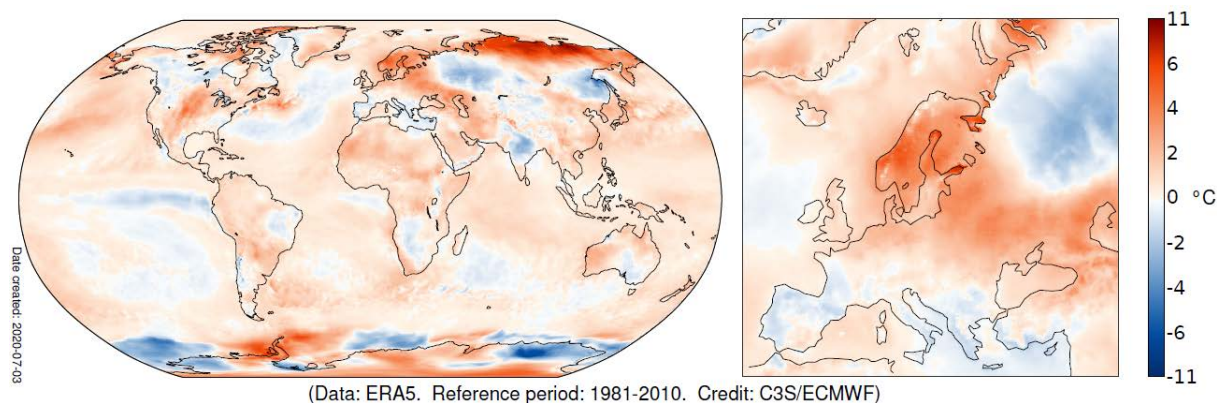 11
6
4
2
0 °C
-2
-4
-6
-11
Date created: 2020-07-03
(Data: ERA5. Reference period: 1981-2010. Credit: C3S/ECMWF)